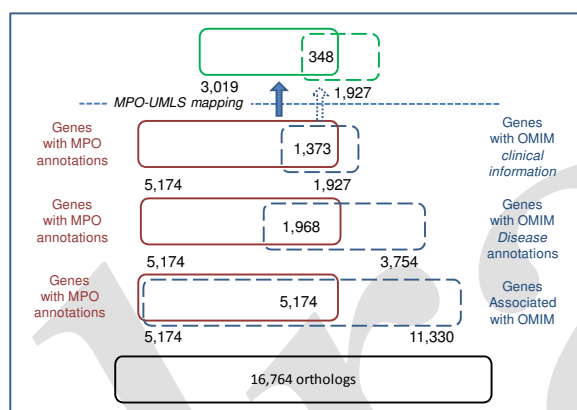 348
3,019
1,927
MPO-UMLS mapping
Genes
with MPO
annotations
1,373
Genes
with OMIM
clinical
information
5,174
1,927
Genes
with MPO
annotations
1,968
Genes
with OMIM
Disease
annotations
5,174
3,754
Genes
with MPO
annotations
5,174
Genes
Associated
with OMIM
5,174
11,330
16,764 orthologs